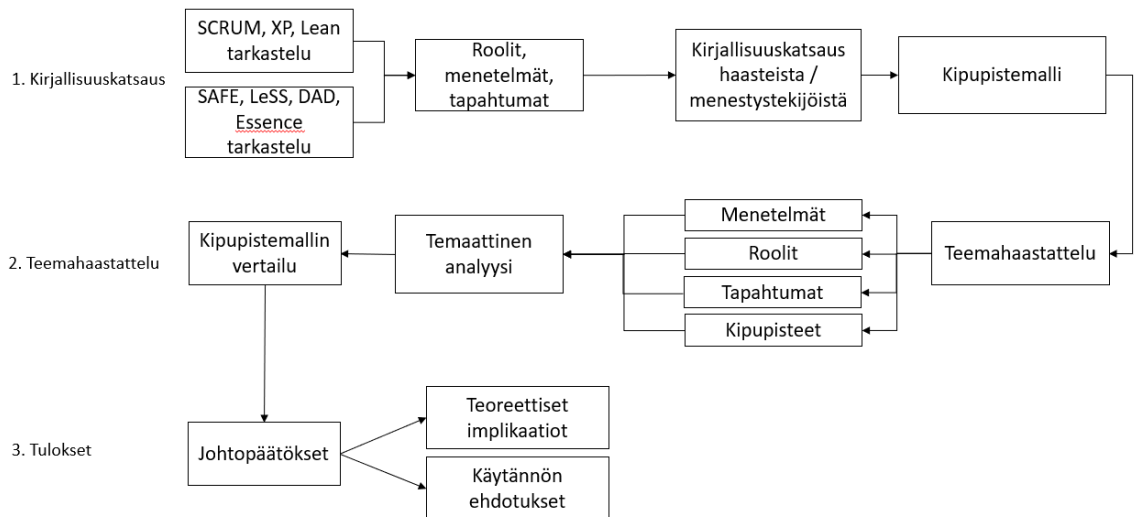 1. Kirjallisuuskatsaus
SCRUM, XP, Lean
tarkastelu
SAFE, LeSS, DAD,
Essence
tarkastelu
Roolit,
menetelmät,
tapahtumat
Kirjallisuuskatsaus
haasteista /
menestystekijöistä
Kipupistemalli
2. Teemahaastattelu
Kipupistemallin
vertailu
Temaattinen
analyysi
Menetelmät
Roolit
Tapahtumat
Kipupisteet
Teemahaastattelu
3. Tulokset
Johtopäätökset
Teoreettiset
implikaatiot
Käytännön
ehdotukset